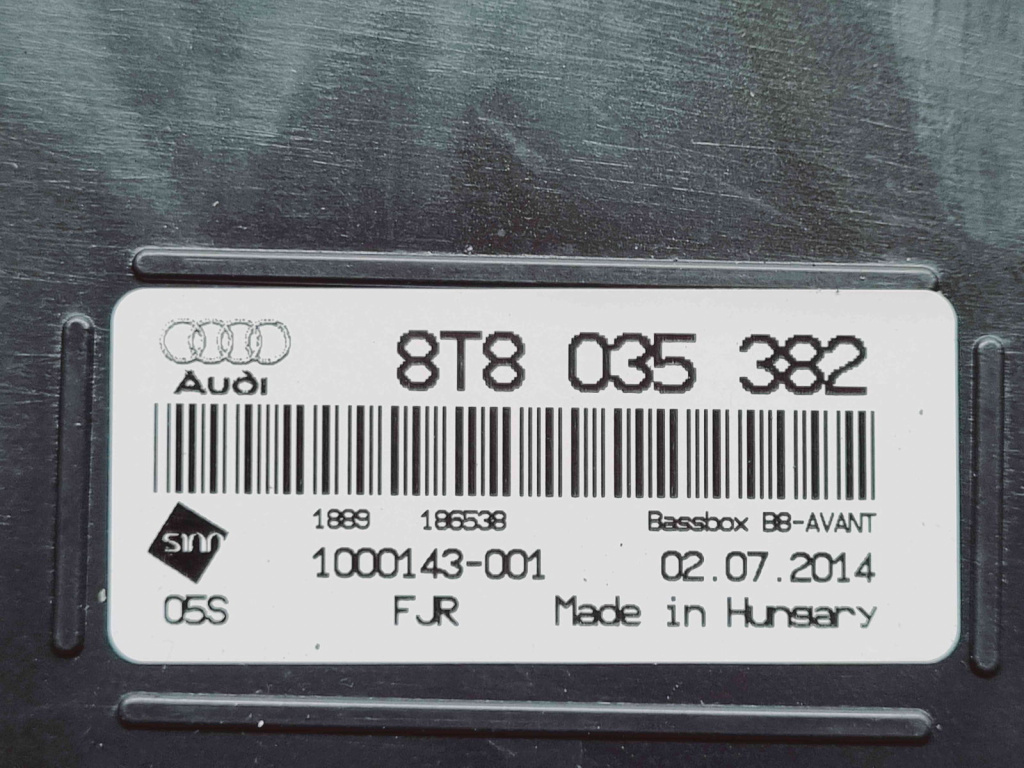 8T8 035 382
Audi
1889 186538 Bassbox B8-AVANT
sinn
1000143-001 02.07.2014
05S FJR Made in Hungary